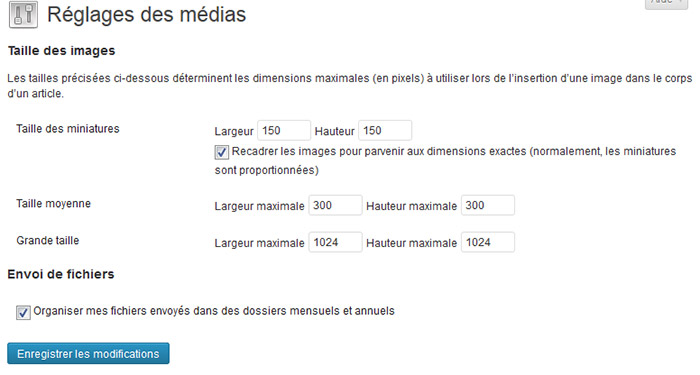 Aide
Réglages des médias
Taille des images
Les tailles précisées ci-dessous déterminent les dimensions maximales (en pixels) à utiliser lors de l’insertion d’une image dans le corps
d’un article.
Taille des miniatures
Largeur 150 Hauteur 150
Recadrer les images pour parvenir aux dimensions exactes (normalement, les miniatures
sont proportionnées)
Taille moyenne
Largeur maximale 300 Hauteur maximale 300
Grande taille
Largeur maximale 1024 Hauteur maximale 1024
Envoi de fichiers
Organiser mes fichiers envoyés dans des dossiers mensuels et annuels
Enregistrer les modifications